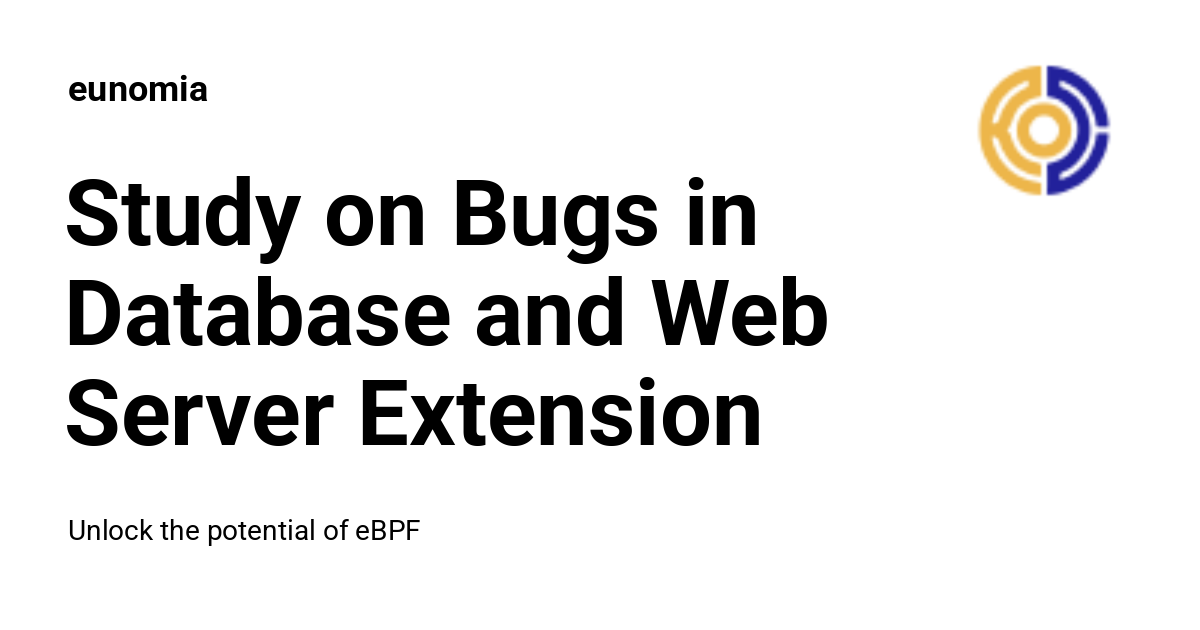 eunomia
Study on Bugs in
Database and Web
Server Extension
Unlock the potential of eBPF